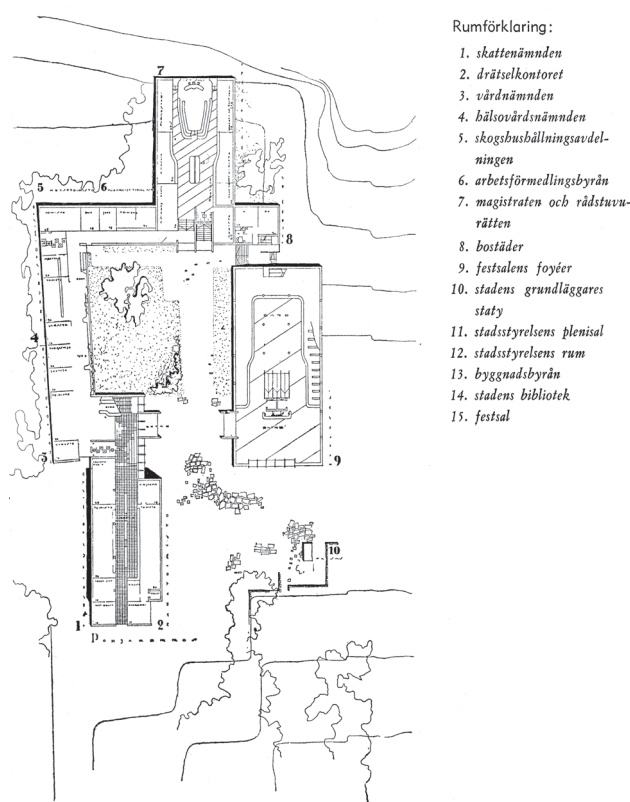 Rumförklaring:
1. skattenämnden
2. drätselkontoret
3. vårdnämnden
4. hälsovårdsnämnden
5. skogshushållningsavdel-
ningen
6. arbetsförmedlingsbyrån
7. magistraten och rådstuvu-
rätten
8. bostäder
9. festsalens foyéer
10. stadens grundläggares
staty
11. stadsstyrelsens plenisal
12. stadsstyrelsens rum
13. byggnadsbyrån
14. stadens bibliotek
15. festsal
7
5
6
8
4
3
9
10
1
2
P